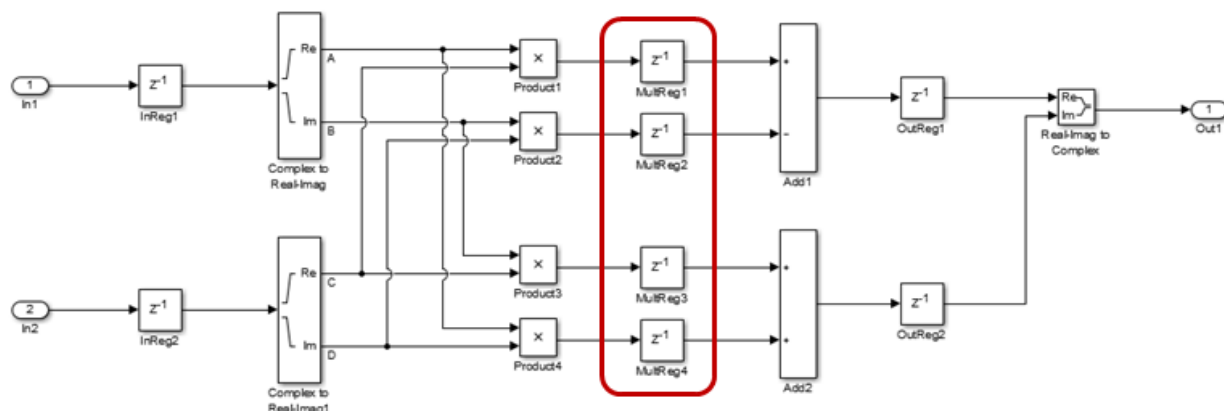 1
In1
z-1
InReg1
Re
Im
Complex to
Real-Imag
A
B
×
Product1
×
Product2
z-1
MultReg1
z-1
MultReg2
+
−
Add1
z-1
OutReg1
Re
Im
Real-Imag to
Complex
1
Out1
2
In2
z-1
InReg2
Re
Im
Complex to
Real-Imag1
C
D
×
Product3
×
Product4
z-1
MultReg3
z-1
MultReg4
+
+
Add2
z-1
OutReg2